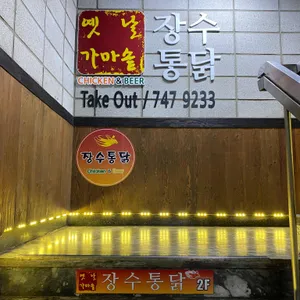 옛날
가마솥
CHICKEN & BEER
장수
통닭
Take Out / 747 9233
장수통닭
옛날
가마솥
장수통닭 2F